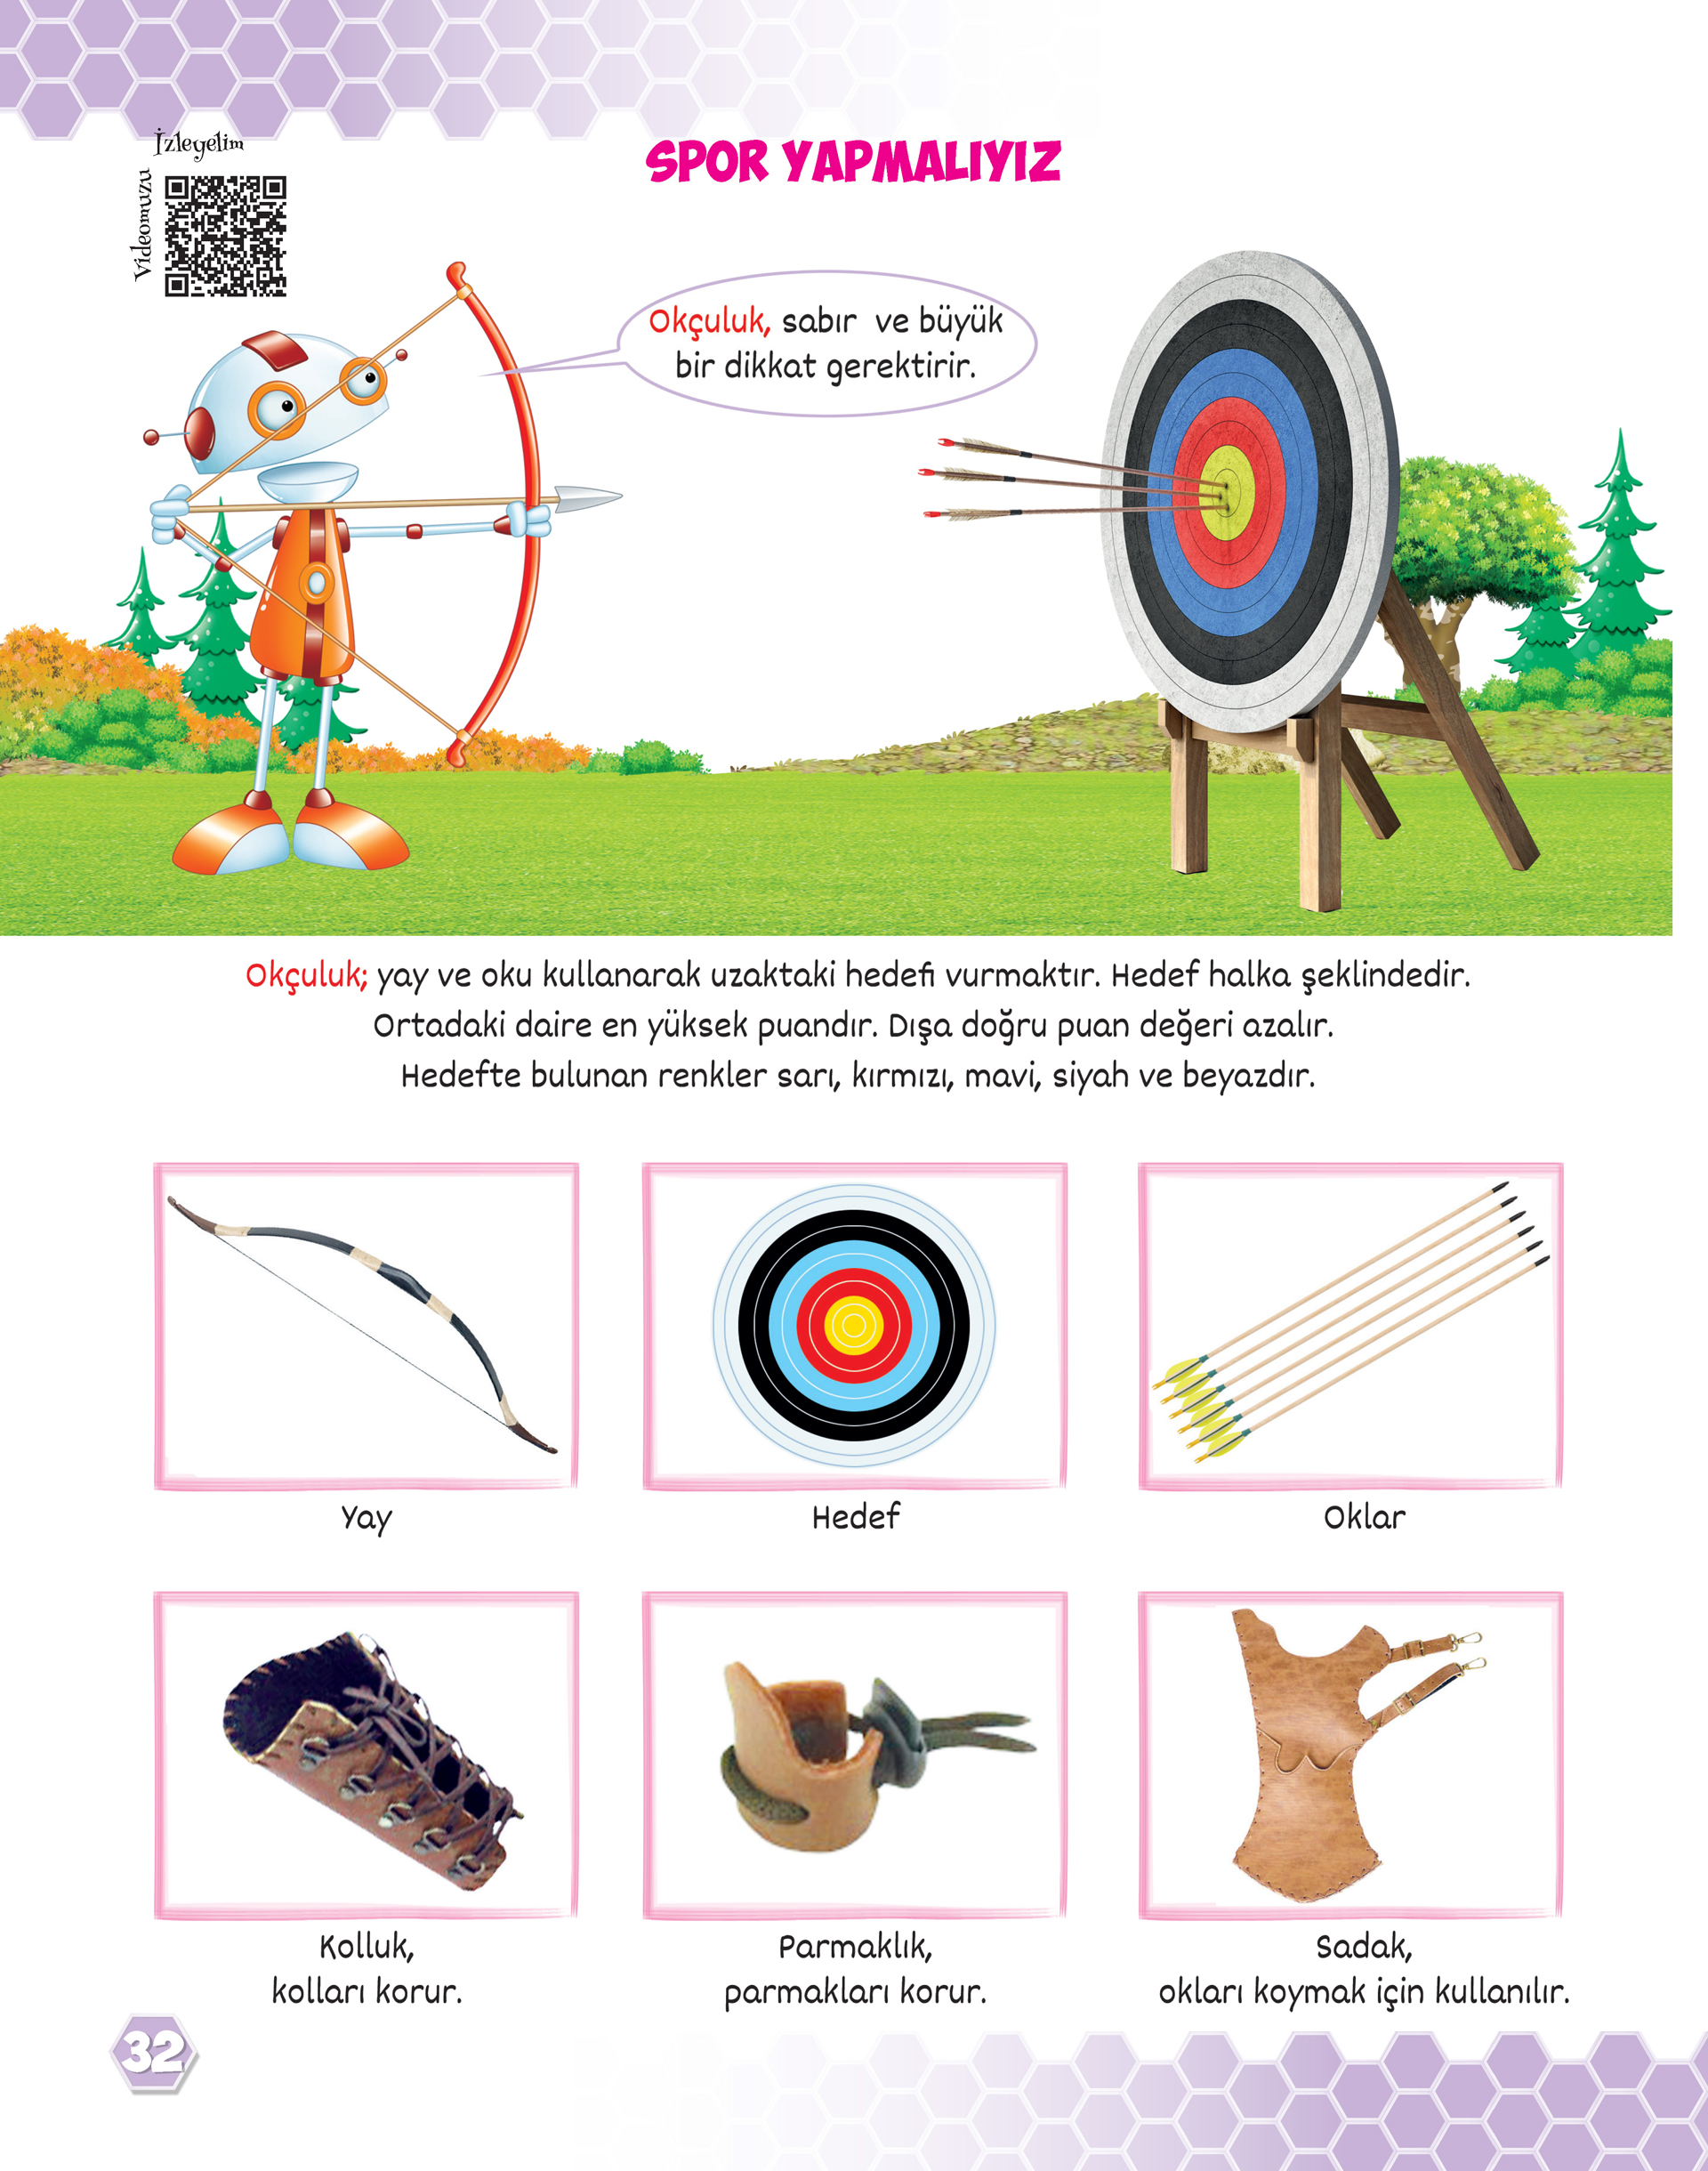 İzleyelim
Videomuzu
SPOR YAPMALIYIZ
Okçuluk, sabır ve büyük
bir dikkat gerektirir.
Okçuluk; yay ve oku kullanarak uzaktaki hedefi vurmaktır. Hedef halka şeklindedir.
Ortadaki daire en yüksek puandır. Dışa doğru puan değeri azalır.
Hedefte bulunan renkler sarı, kırmızı, mavi, siyah ve beyazdır.
Yay
Hedef
Oklar
Kolluk,
kolları korur.
Parmaklık,
parmakları korur.
Sadak,
okları koymak için kullanılır.
32